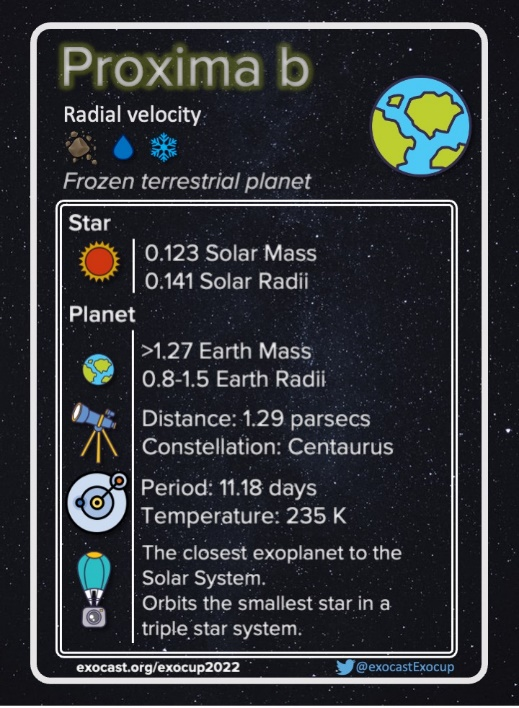 Proxima b
Radial velocity
Frozen terrestrial planet
Star
0.123 Solar Mass
0.141 Solar Radii
Planet
>1.27 Earth Mass
0.8-1.5 Earth Radii
Distance: 1.29 parsecs
Constellation: Centaurus
Period: 11.18 days
Temperature: 235 K
The closest exoplanet to the
Solar System.
Orbits the smallest star in a
triple star system.
exocast.org/exocup2022
@exocastExocup